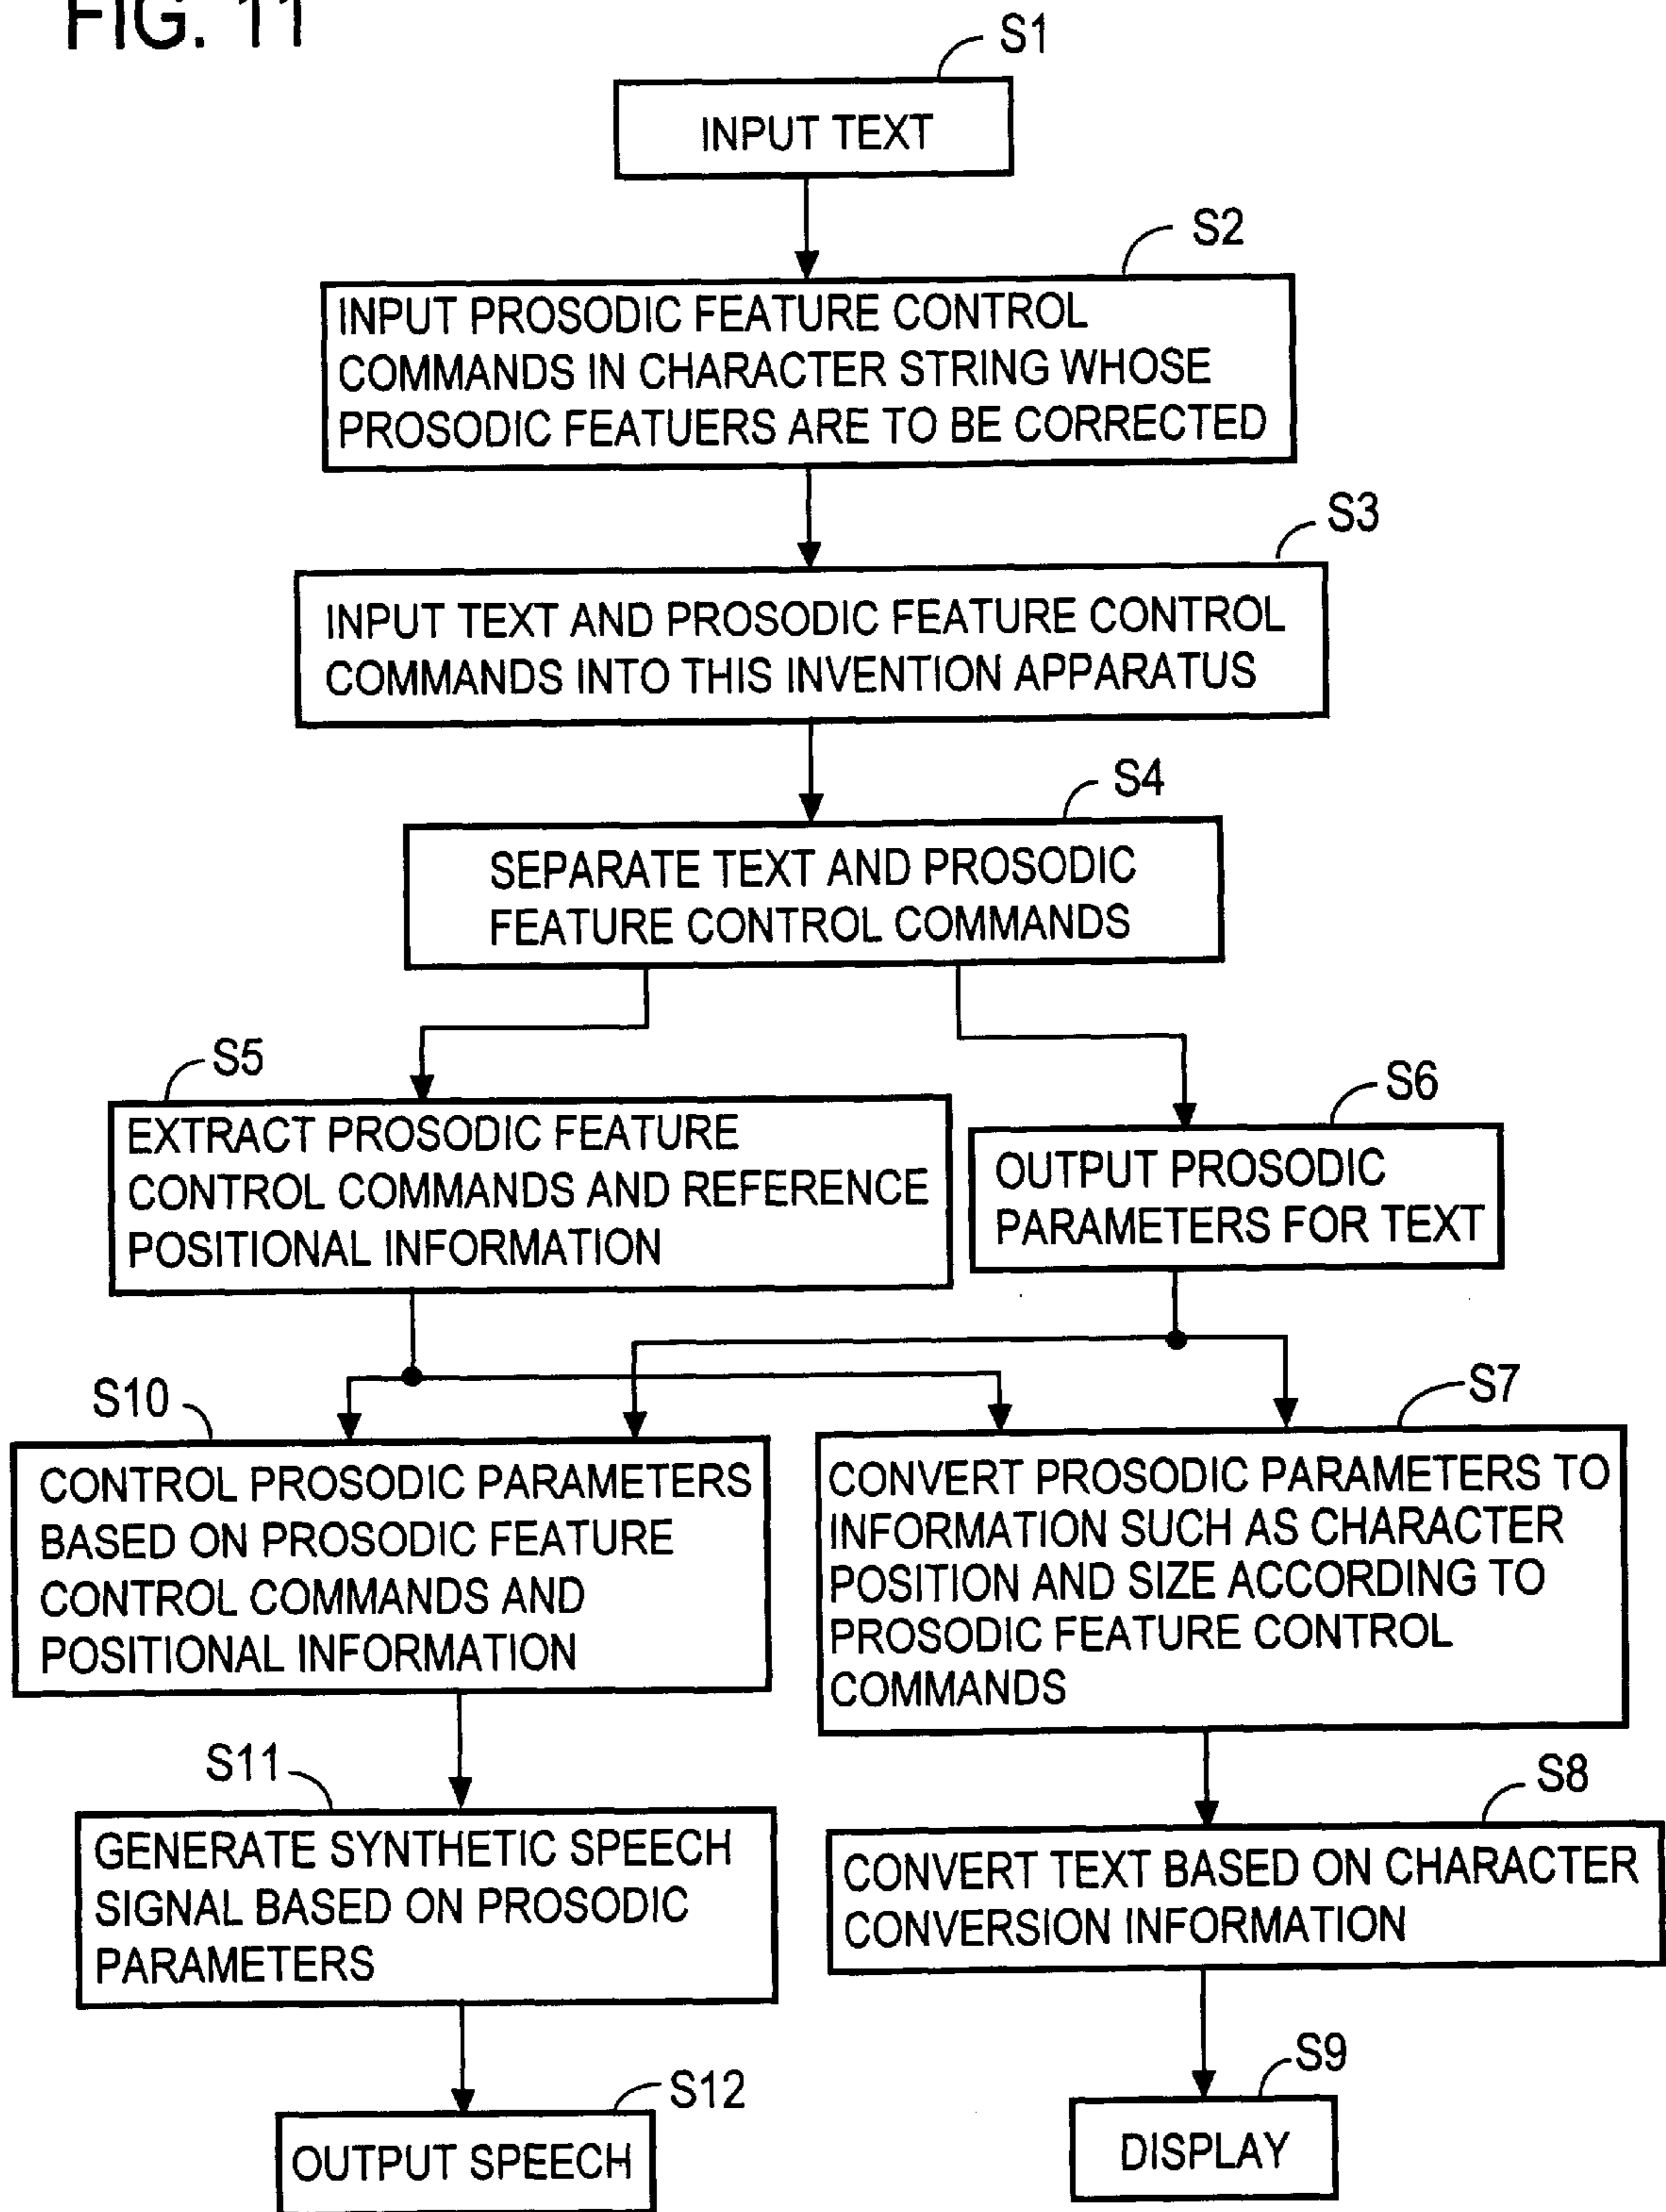 FIG. 11
S1
INPUT TEXT
S2
INPUT PROSODIC FEATURE CONTROL
COMMANDS IN CHARACTER STRING WHOSE
PROSODIC FEATUERS ARE TO BE CORRECTED
S3
INPUT TEXT AND PROSODIC FEATURE CONTROL
COMMANDS INTO THIS INVENTION APPARATUS
S4
SEPARATE TEXT AND PROSODIC
FEATURE CONTROL COMMANDS
S5
EXTRACT PROSODIC FEATURE
CONTROL COMMANDS AND REFERENCE
POSITIONAL INFORMATION
S6
OUTPUT PROSODIC
PARAMETERS FOR TEXT
S10
CONTROL PROSODIC PARAMETERS
BASED ON PROSODIC FEATURE
CONTROL COMMANDS AND
POSITIONAL INFORMATION
S7
CONVERT PROSODIC PARAMETERS TO
INFORMATION SUCH AS CHARACTER
POSITION AND SIZE ACCORDING TO
PROSODIC FEATURE CONTROL
COMMANDS
S11
GENERATE SYNTHETIC SPEECH
SIGNAL BASED ON PROSODIC
PARAMETERS
S8
CONVERT TEXT BASED ON CHARACTER
CONVERSION INFORMATION
S12
OUTPUT SPEECH
S9
DISPLAY